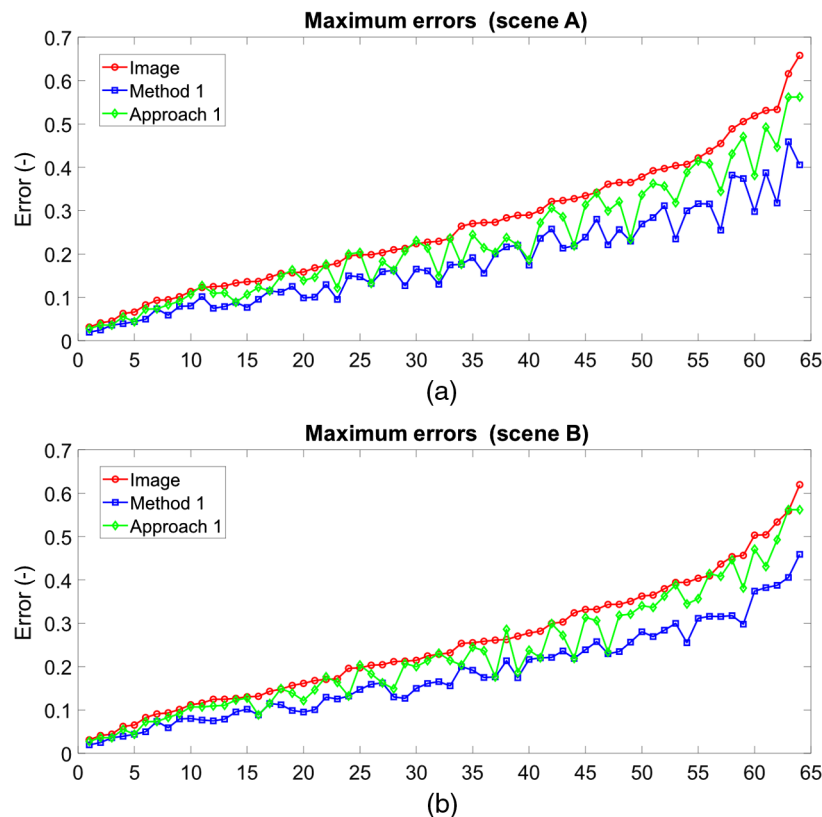 Maximum errors (scene A)
0.7
0.6
0.5
0.4
0.3
0.2
0.1
0
Error (-)
Image
Method 1
Approach 1
0 5 10 15 20 25 30 35 40 45 50 55 60 65
(a)
Maximum errors (scene B)
0.7
0.6
0.5
0.4
0.3
0.2
0.1
0
Error (-)
Image
Method 1
Approach 1
0 5 10 15 20 25 30 35 40 45 50 55 60 65
(b)